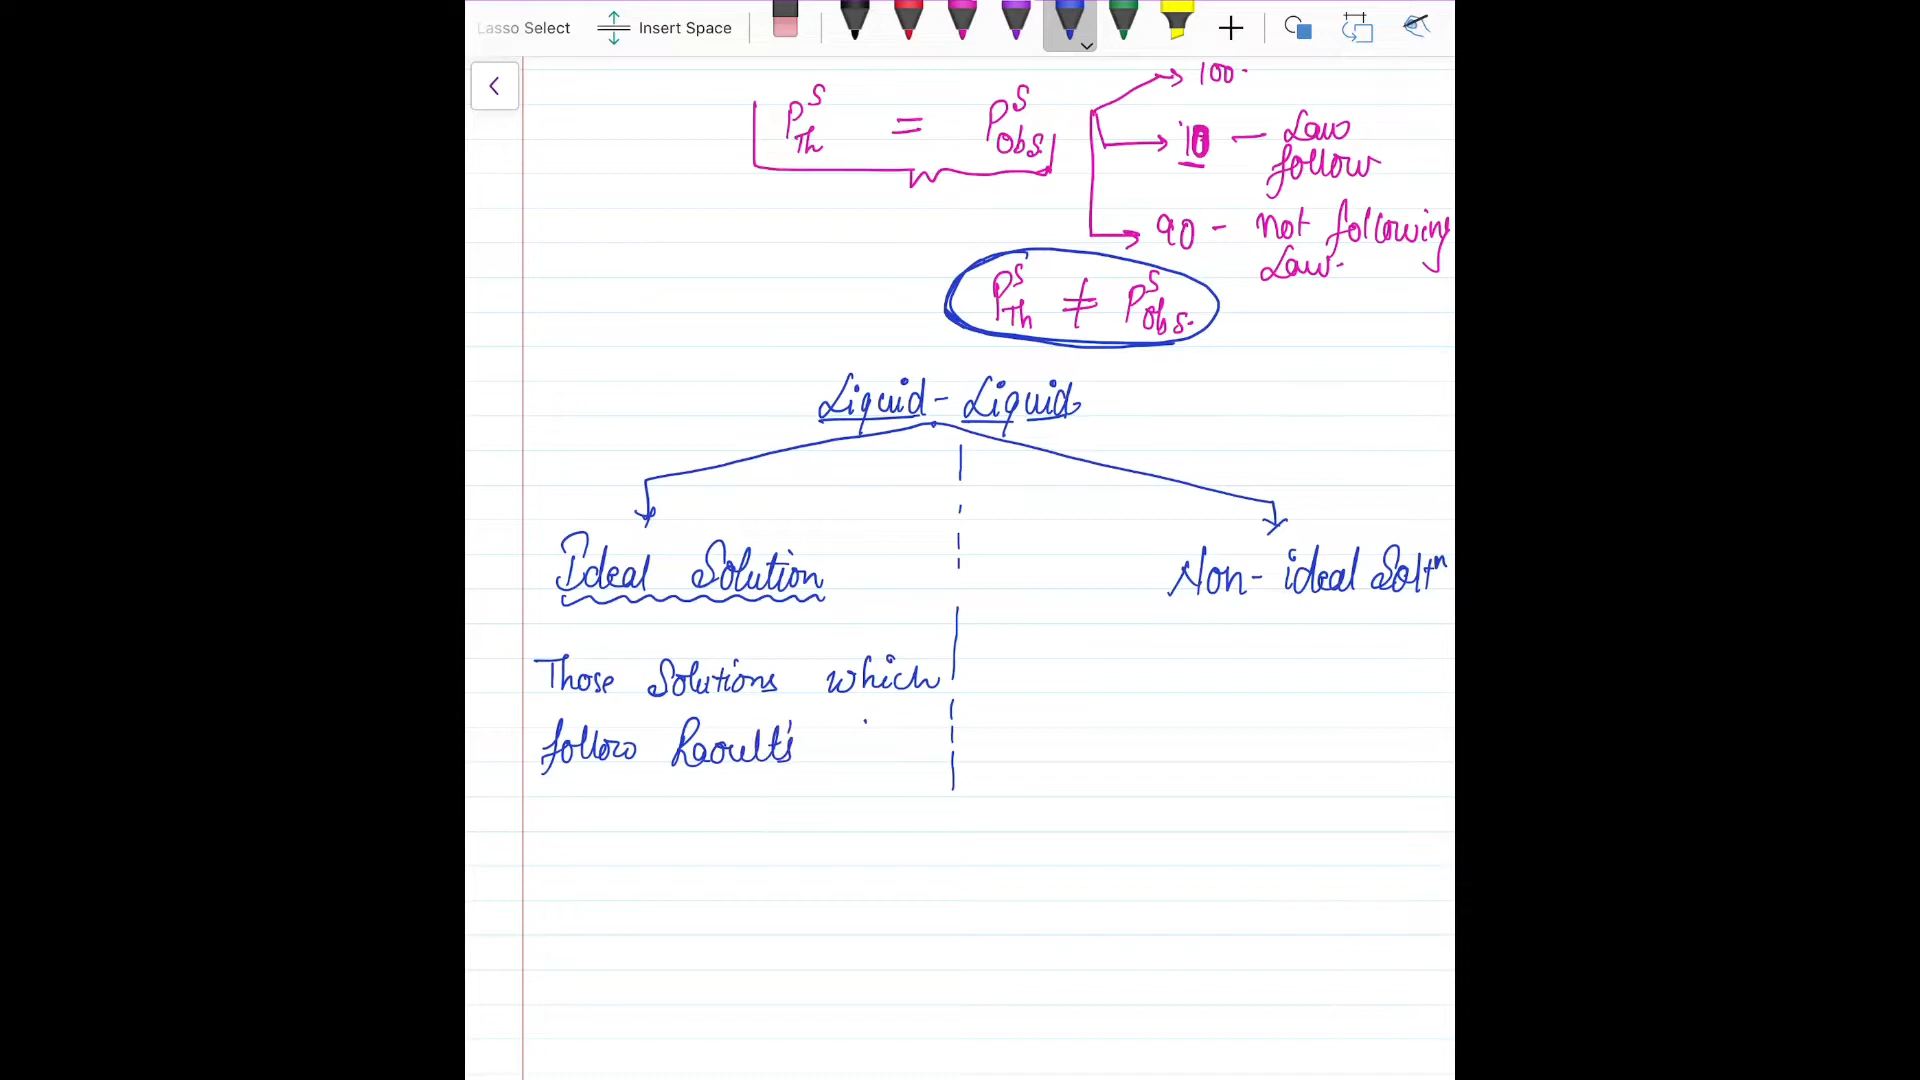 Lasso Select Insert Space
100.
P^S_Th = P^S_Obs.
10 - Law
follow
90 - not following
Law.
P^S_Th ≠ P^S_Obs.
Liquid - Liquid
Ideal Solution
Non-ideal Solt^n
Those Solutions which
follow Raoult's